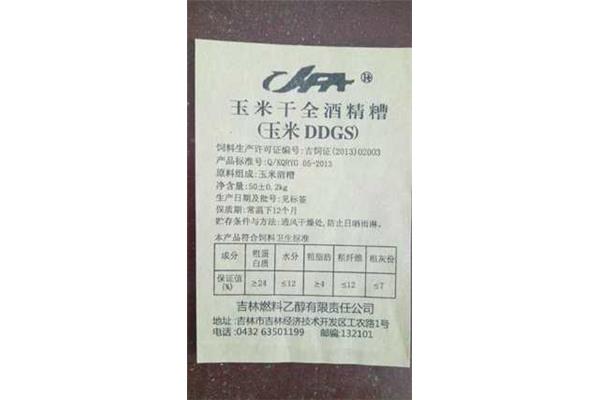 JFA
玉米干全酒精糟
(玉米DDGS)
饲料生产许可证编号:吉饲证(2013)02003
产品标准号:Q/KQRYG 05-2013
原料组成:玉米酒糟
净含量:50±0.2kg
生产日期及批号:见标签
保质期:常温下12个月
贮存条件与方法:通风干燥处,防止日晒雨淋。
本产品符合饲料卫生标准
成分 粗蛋白质 水分 粗脂肪 粗纤维 粗灰份
保证值(%) ≥24 ≤12 ≥4 ≤12 ≤7
吉林燃料乙醇有限责任公司
地址:吉林市吉林经济技术开发区工农路1号
电话:0432 63501199 邮编:132101